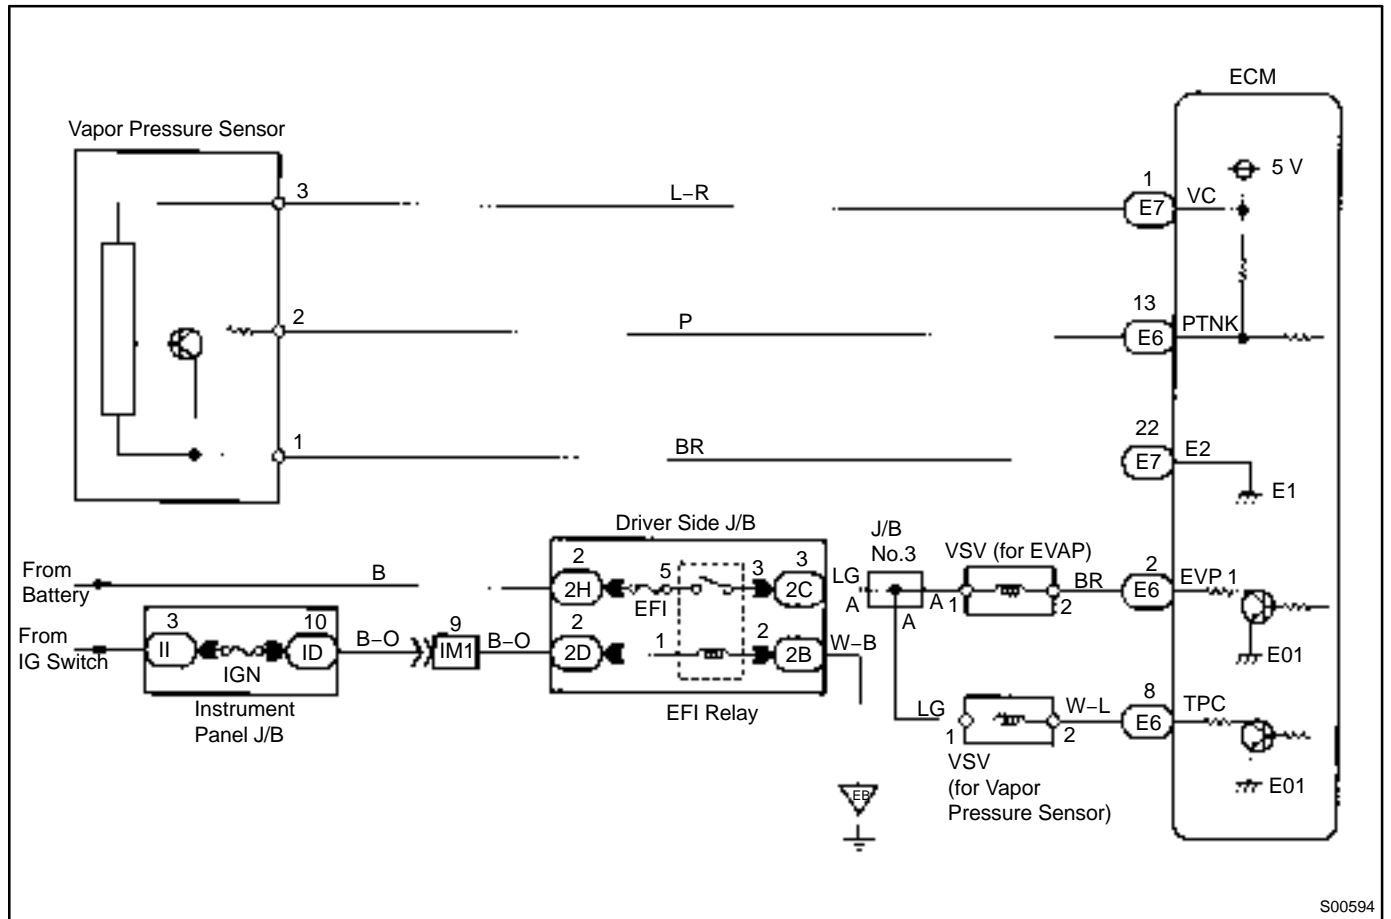 ECM
Vapor Pressure Sensor
5 V
3
L-R
1
E7
VC
2
P
13
E6
PTNK
1
BR
22
E7
E2
E1
Driver Side J/B
J/B
No.3
VSV (for EVAP)
From
Battery
B
2
2H
5
EFI
3
3
2C
LG
A
A
A
1
2
BR
2
E6
EVP 1
E01
From
IG Switch
3
II
IGN
10
ID
B-O
9
IM1
B-O
2
2D
1
2
2B
W-B
Instrument
Panel J/B
EFI Relay
LG
1
2
W-L
8
E6
TPC
E01
VSV
(for Vapor
Pressure Sensor)
EB
S00594